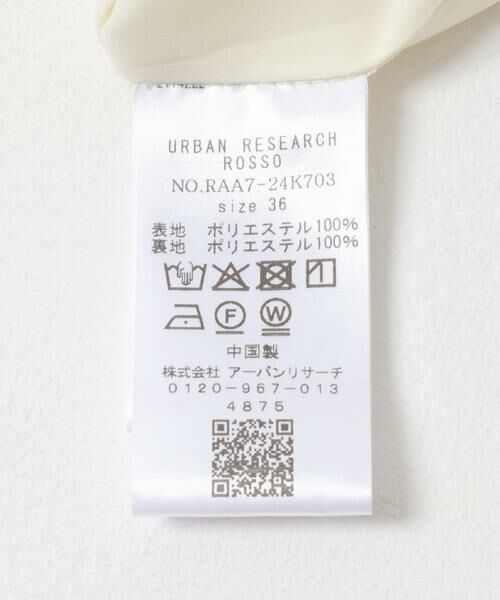 URBAN RESEARCH
ROSSO
NO.RAA7-24K703
size 36
表地 ポリエステル100%
裏地 ポリエステル100%
F W
中国製
株式会社 アーバンリサーチ
0120-967-013
4875